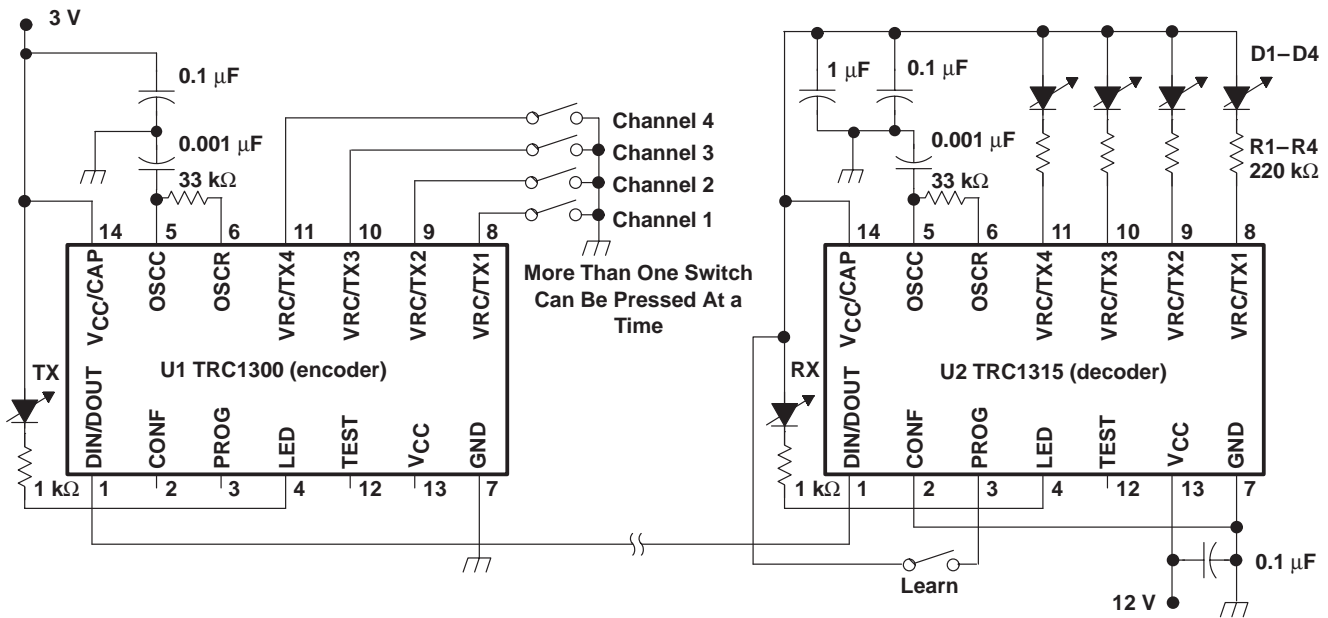 3 V
0.1 μF
0.001 μF
33 kΩ
Channel 4
Channel 3
Channel 2
Channel 1
14
5
6
11
10
9
8
VCC/CAP
OSCC
OSCR
VRC/TX4
VRC/TX3
VRC/TX2
VRC/TX1
More Than One Switch
Can Be Pressed At a
Time
U1 TRC1300 (encoder)
TX
DIN/DOUT
CONF
PROG
LED
TEST
VCC
GND
1 kΩ
1
2
3
4
12
13
7
1 μF
0.1 μF
D1–D4
0.001 μF
33 kΩ
R1–R4
220 kΩ
14
5
6
11
10
9
8
VCC/CAP
OSCC
OSCR
VRC/TX4
VRC/TX3
VRC/TX2
VRC/TX1
U2 TRC1315 (decoder)
RX
DIN/DOUT
CONF
PROG
LED
TEST
VCC
GND
1 kΩ
1
2
3
4
12
13
7
Learn
0.1 μF
12 V